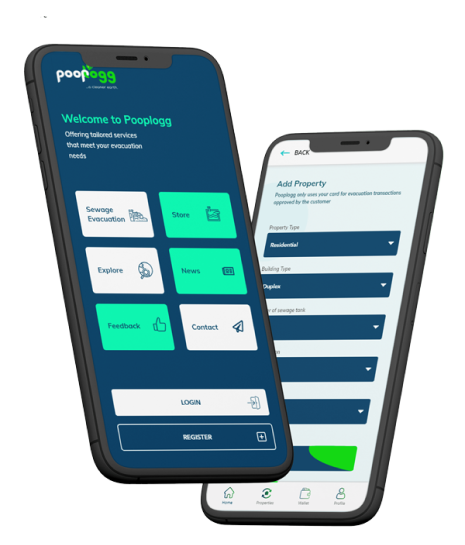 pooplogg
...a cleaner world.
Welcome to Pooplogg
Offering tailored services
that meet your evacuation
needs
Sewage
Evacuation
Store
Explore
News
Feedback
Contact
LOGIN
REGISTER
BACK
Add Property
Pooplogg only uses your card for evacuation transactions
approved by the customer
Property Type
Residential
Building Type
Duplex
of sewage tank
Home
Properties
Wallet
Profile